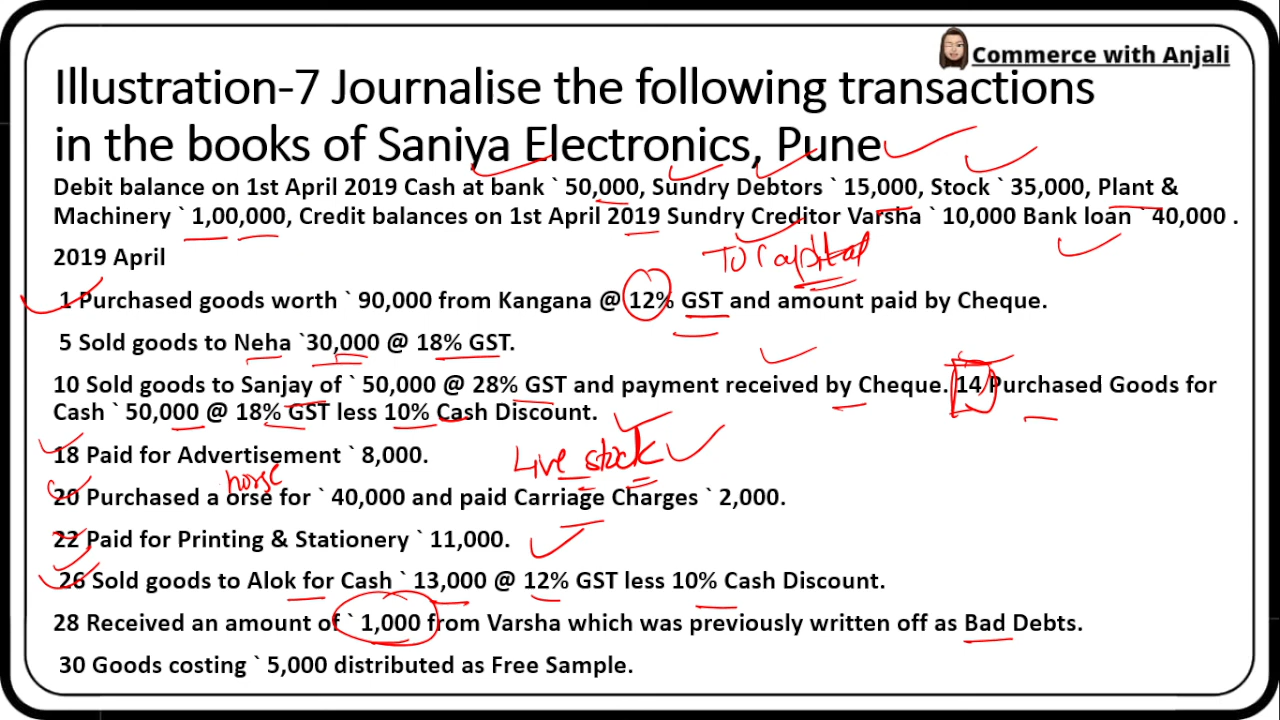 Commerce with Anjali
Illustration-7 Journalise the following transactions
in the books of Saniya Electronics, Pune
Debit balance on 1st April 2019 Cash at bank ` 50,000, Sundry Debtors ` 15,000, Stock ` 35,000, Plant &
Machinery ` 1,00,000, Credit balances on 1st April 2019 Sundry Creditor Varsha ` 10,000 Bank loan ` 40,000 .
To Capital
2019 April
1 Purchased goods worth ` 90,000 from Kangana @ 12% GST and amount paid by Cheque.
5 Sold goods to Neha `30,000 @ 18% GST.
10 Sold goods to Sanjay of ` 50,000 @ 28% GST and payment received by Cheque. 14 Purchased Goods for
Cash ` 50,000 @ 18% GST less 10% Cash Discount.
18 Paid for Advertisement ` 8,000.
Live stock
horse
20 Purchased a orse for ` 40,000 and paid Carriage Charges ` 2,000.
22 Paid for Printing & Stationery ` 11,000.
26 Sold goods to Alok for Cash ` 13,000 @ 12% GST less 10% Cash Discount.
28 Received an amount of ` 1,000 from Varsha which was previously written off as Bad Debts.
30 Goods costing ` 5,000 distributed as Free Sample.